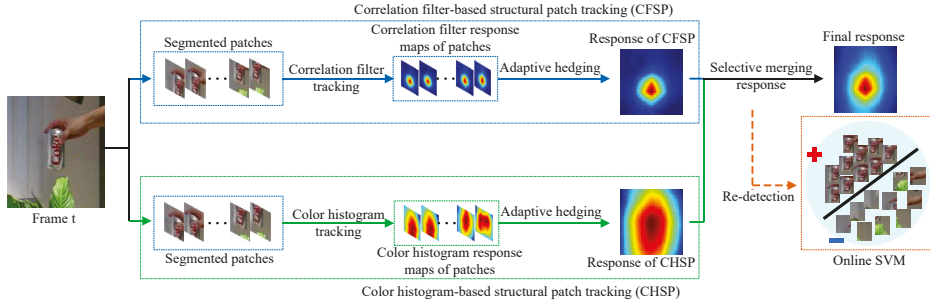 Correlation filter-based structural patch tracking (CFSP)
Segmented patches
Correlation filter
tracking
Correlation filter response
maps of patches
Adaptive hedging
Response of CFSP
Selective merging
response
Final response
Coke
Frame t
Re-detection
Online SVM
Segmented patches
Color histogram
tracking
Color histogram response
maps of patches
Adaptive hedging
Response of CHSP
Color histogram-based structural patch tracking (CHSP)